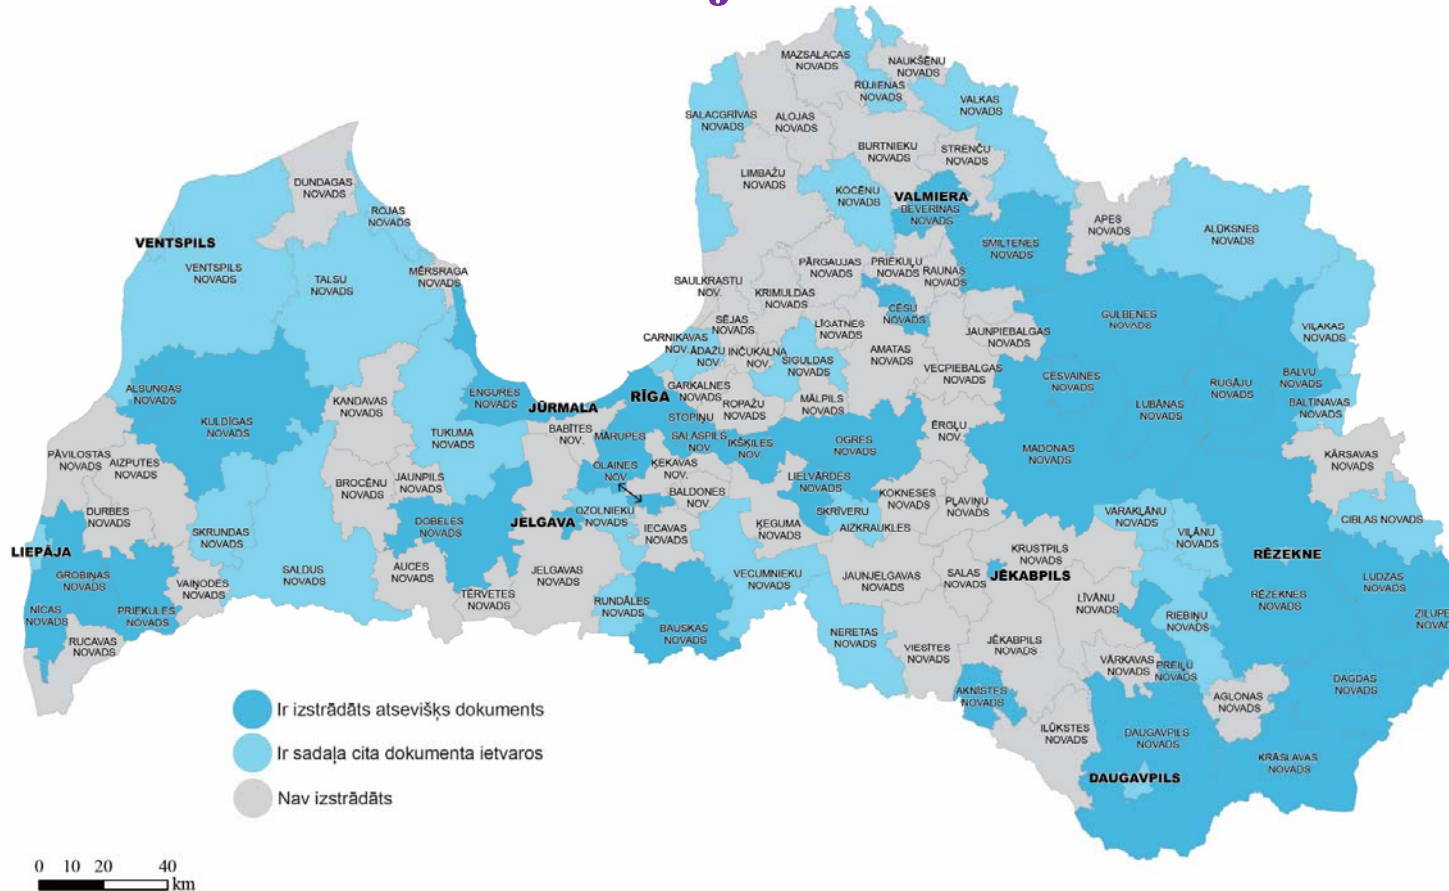 MAZSALACAS
NOVADS
NAUKŠĒNU
NOVADS
RŪJIENAS
NOVADS
VALKAS
NOVADS
SALACGRĪVAS
NOVADS
ALOJAS
NOVADS
BURTNIEKU
NOVADS
STRENČU
NOVADS
LIMBAŽU
NOVADS
KOCĒNU
NOVADS
VALMIERA
BEVERĪNAS
NOVADS
DUNDAGAS
NOVADS
ROJAS
NOVADS
VENTSPILS
VENTSPILS
NOVADS
TALSU
NOVADS
MĒRSRAGA
NOVADS
SMILTENES
NOVADS
APES
NOVADS
ALŪKSNES
NOVADS
PĀRGAUJAS
NOVADS
PRIEKUĻU
NOVADS
RAUNAS
NOVADS
SAULKRASTU
NOV.
KRIMULDAS
NOVADS
CĒSU
NOVADS
SĒJAS
NOVADS
LĪGATNES
NOVADS
JAUNPIEBALGAS
NOVADS
GULBENES
NOVADS
VIĻAKAS
NOVADS
CARNIKAVAS
NOV.
ĀDAŽU
NOV.
INČUKALNA
NOV.
SIGULDAS
NOVADS
AMATAS
NOVADS
VECPIEBALGAS
NOVADS
CESVAINES
NOVADS
RUGĀJU
NOVADS
BALVU
NOVADS
BALTINAVAS
NOVADS
ALSUNGAS
NOVADS
KULDĪGAS
NOVADS
KANDAVAS
NOVADS
ENGURES
NOVADS
JŪRMALA
RĪGA
GARKALNES
NOVADS
ROPAŽU
NOVADS
MĀLPILS
NOVADS
LUBĀNAS
NOVADS
STOPIŅU
TUKUMA
NOVADS
BABĪTES
NOV.
MĀRUPES
SALASPILS
NOV.
IKŠĶILES
NOV.
OGRES
NOVADS
ĒRGĻU
NOV.
MADONAS
NOVADS
KĀRSAVAS
NOVADS
PĀVILOSTAS
NOVADS
AIZPUTES
NOVADS
OLAINES
NOV.
ĶEKAVAS
NOV.
BROCĒNU
NOVADS
JAUNPILS
NOVADS
BALDONES
NOV.
LIELVĀRDES
NOVADS
KOKNESES
NOVADS
PĻAVIŅU
NOVADS
DURBES
NOVADS
SKRUNDAS
NOVADS
DOBELES
NOVADS
JELGAVA
OZOLNIEKU
NOVADS
IECAVAS
NOVADS
ĶEGUMA
NOVADS
SKRĪVERU
AIZKRAUKLES
VARAKĻĀNU
NOVADS
VIĻĀNU
NOVADS
CIBLAS NOVADS
LIEPĀJA
GROBIŅAS
NOVADS
VAIŅODES
NOVADS
SALDUS
NOVADS
AUCES
NOVADS
TĒRVETES
NOVADS
JELGAVAS
NOVADS
VECUMNIEKU
NOVADS
JAUNJELGAVAS
NOVADS
SALAS
NOVADS
KRUSTPILS
NOVADS
JĒKABPILS
LĪVĀNU
NOVADS
RĒZEKNE
RĒZEKNES
NOVADS
LUDZAS
NOVADS
NĪCAS
NOVADS
PRIEKULES
NOVADS
RUCAVAS
NOVADS
RUNDĀLES
NOVADS
BAUSKAS
NOVADS
NERETAS
NOVADS
VIESĪTES
NOVADS
JĒKABPILS
NOVADS
RIEBIŅU
NOVADS
ZILUPE
NOVADS
VĀRKAVAS
NOVADS
PREIĻU
NOVADS
AKNĪSTES
NOVADS
AGLONAS
NOVADS
DAGDAS
NOVADS
ILŪKSTES
NOVADS
DAUGAVPILS
NOVADS
KRĀSLAVAS
NOVADS
DAUGAVPILS
Ir izstrādāts atsevišķs dokuments
Ir sadaļa cita dokumenta ietvaros
Nav izstrādāts
0 10 20 40
km